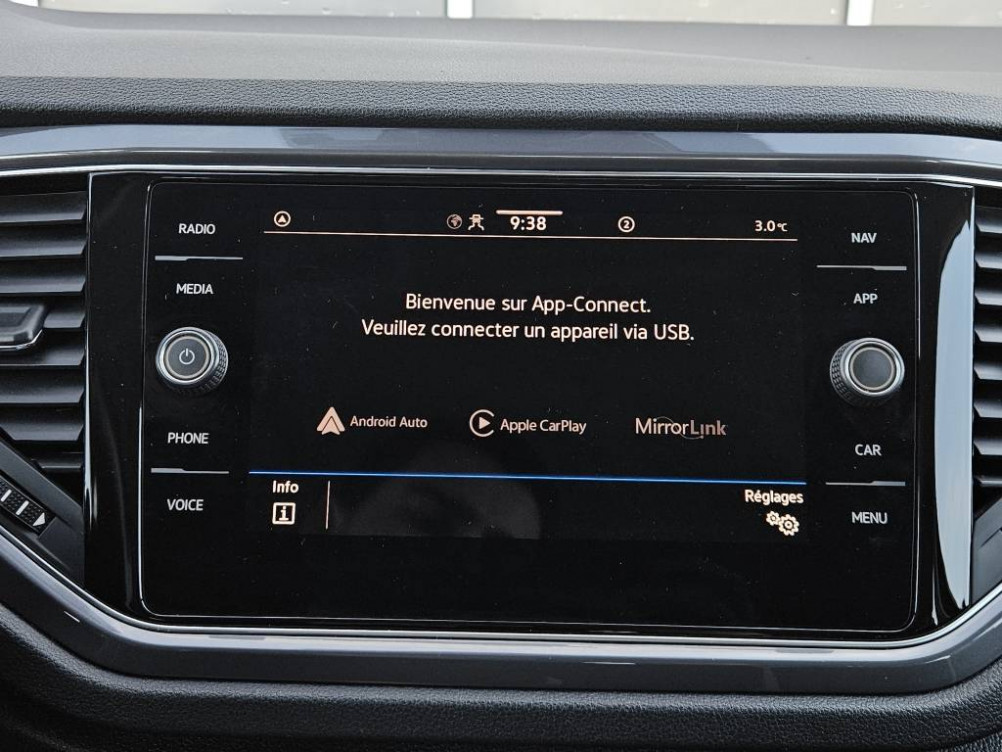 RADIO
MEDIA
PHONE
VOICE
9:38
2
3.0°C
Bienvenue sur App-Connect.
Veuillez connecter un appareil via USB.
Android Auto
Apple CarPlay
MirrorLink
Info
i
Réglages
NAV
APP
CAR
MENU